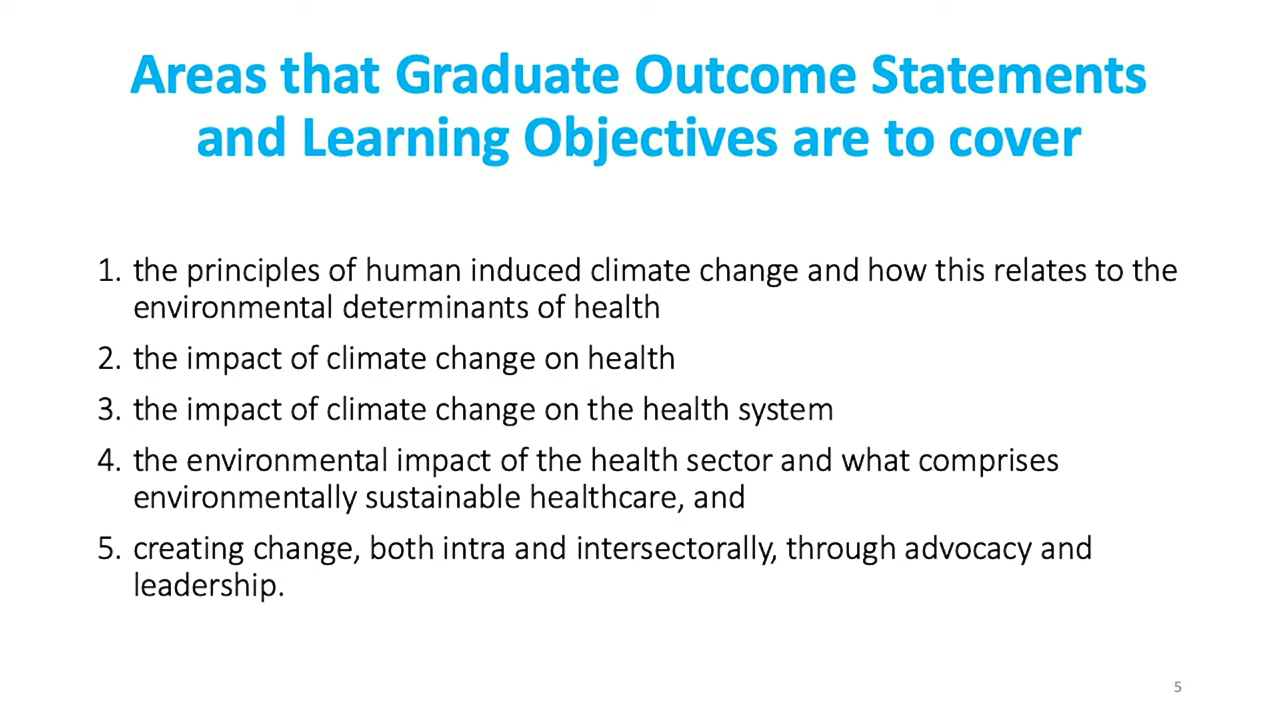 Areas that Graduate Outcome Statements
and Learning Objectives are to cover
1. the principles of human induced climate change and how this relates to the
environmental determinants of health
2. the impact of climate change on health
3. the impact of climate change on the health system
4. the environmental impact of the health sector and what comprises
environmentally sustainable healthcare, and
5. creating change, both intra and intersectorally, through advocacy and
leadership.
5